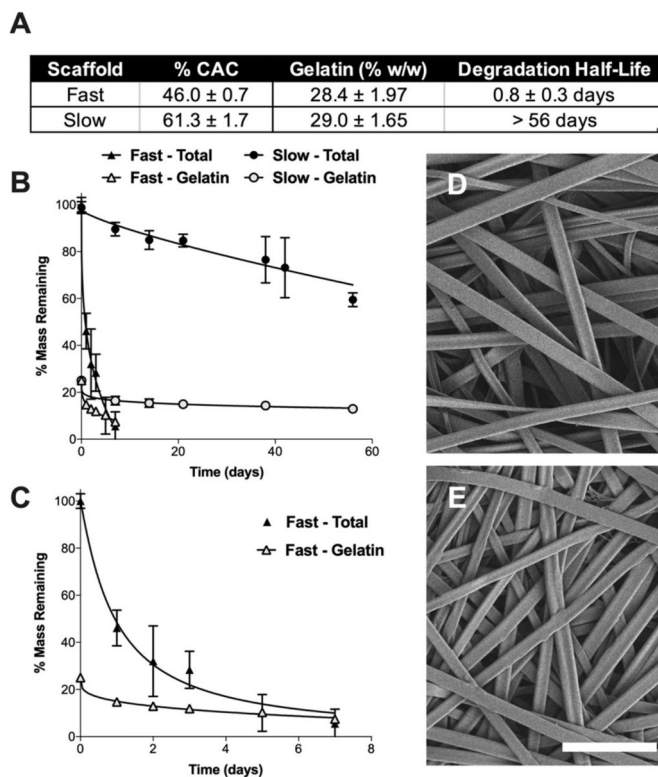 A
Scaffold % CAC Gelatin (% w/w) Degradation Half-Life
Fast 46.0 ± 0.7 28.4 ± 1.97 0.8 ± 0.3 days
Slow 61.3 ± 1.7 29.0 ± 1.65 > 56 days
Fast - Total Slow - Total
Fast - Gelatin Slow - Gelatin
B
100
80
60
40
20
0
% Mass Remaining
0 20 40 60
Time (days)
C
Fast - Total
Fast - Gelatin
100
80
60
40
20
0
% Mass Remaining
0 2 4 6 8
Time (days)
D
E